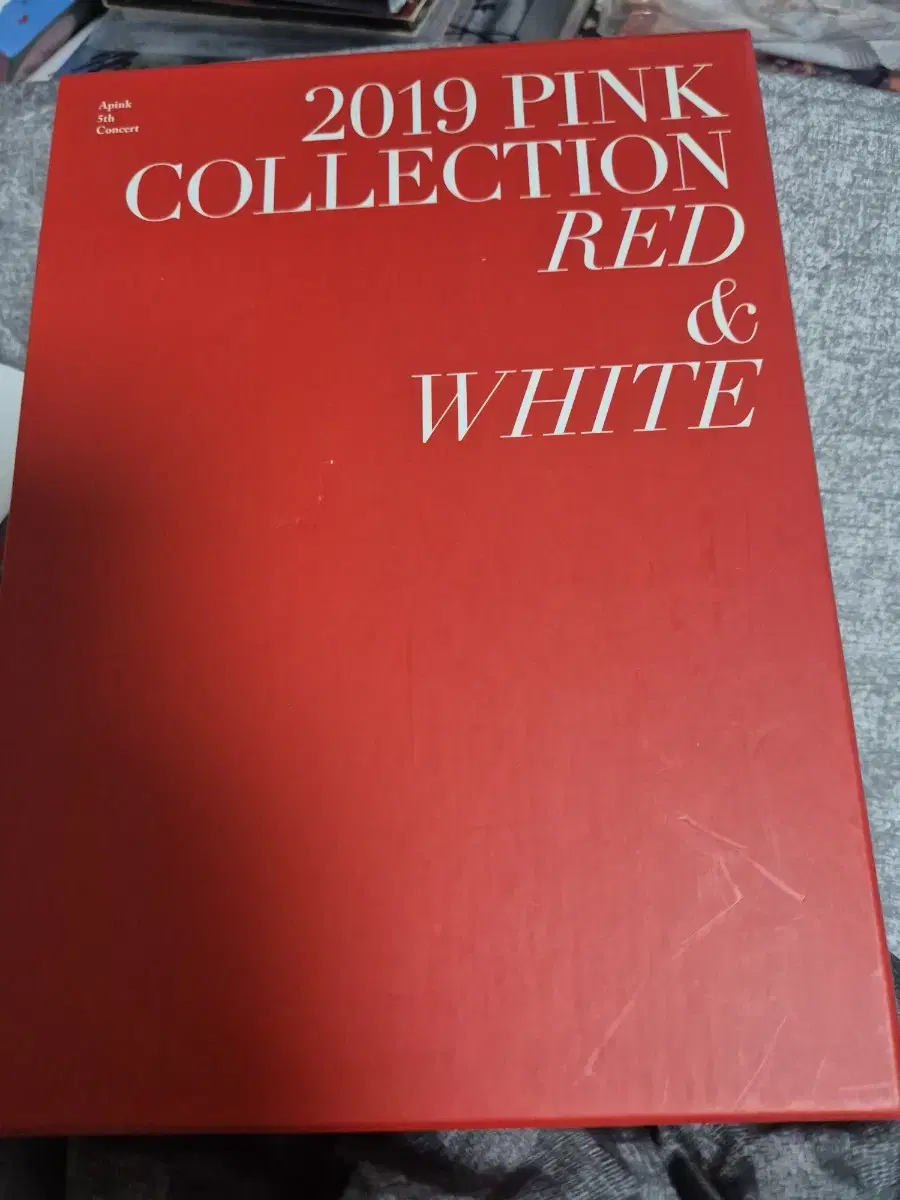 Apink
5th
Concert
2019 PINK
COLLECTION
RED
&
WHITE